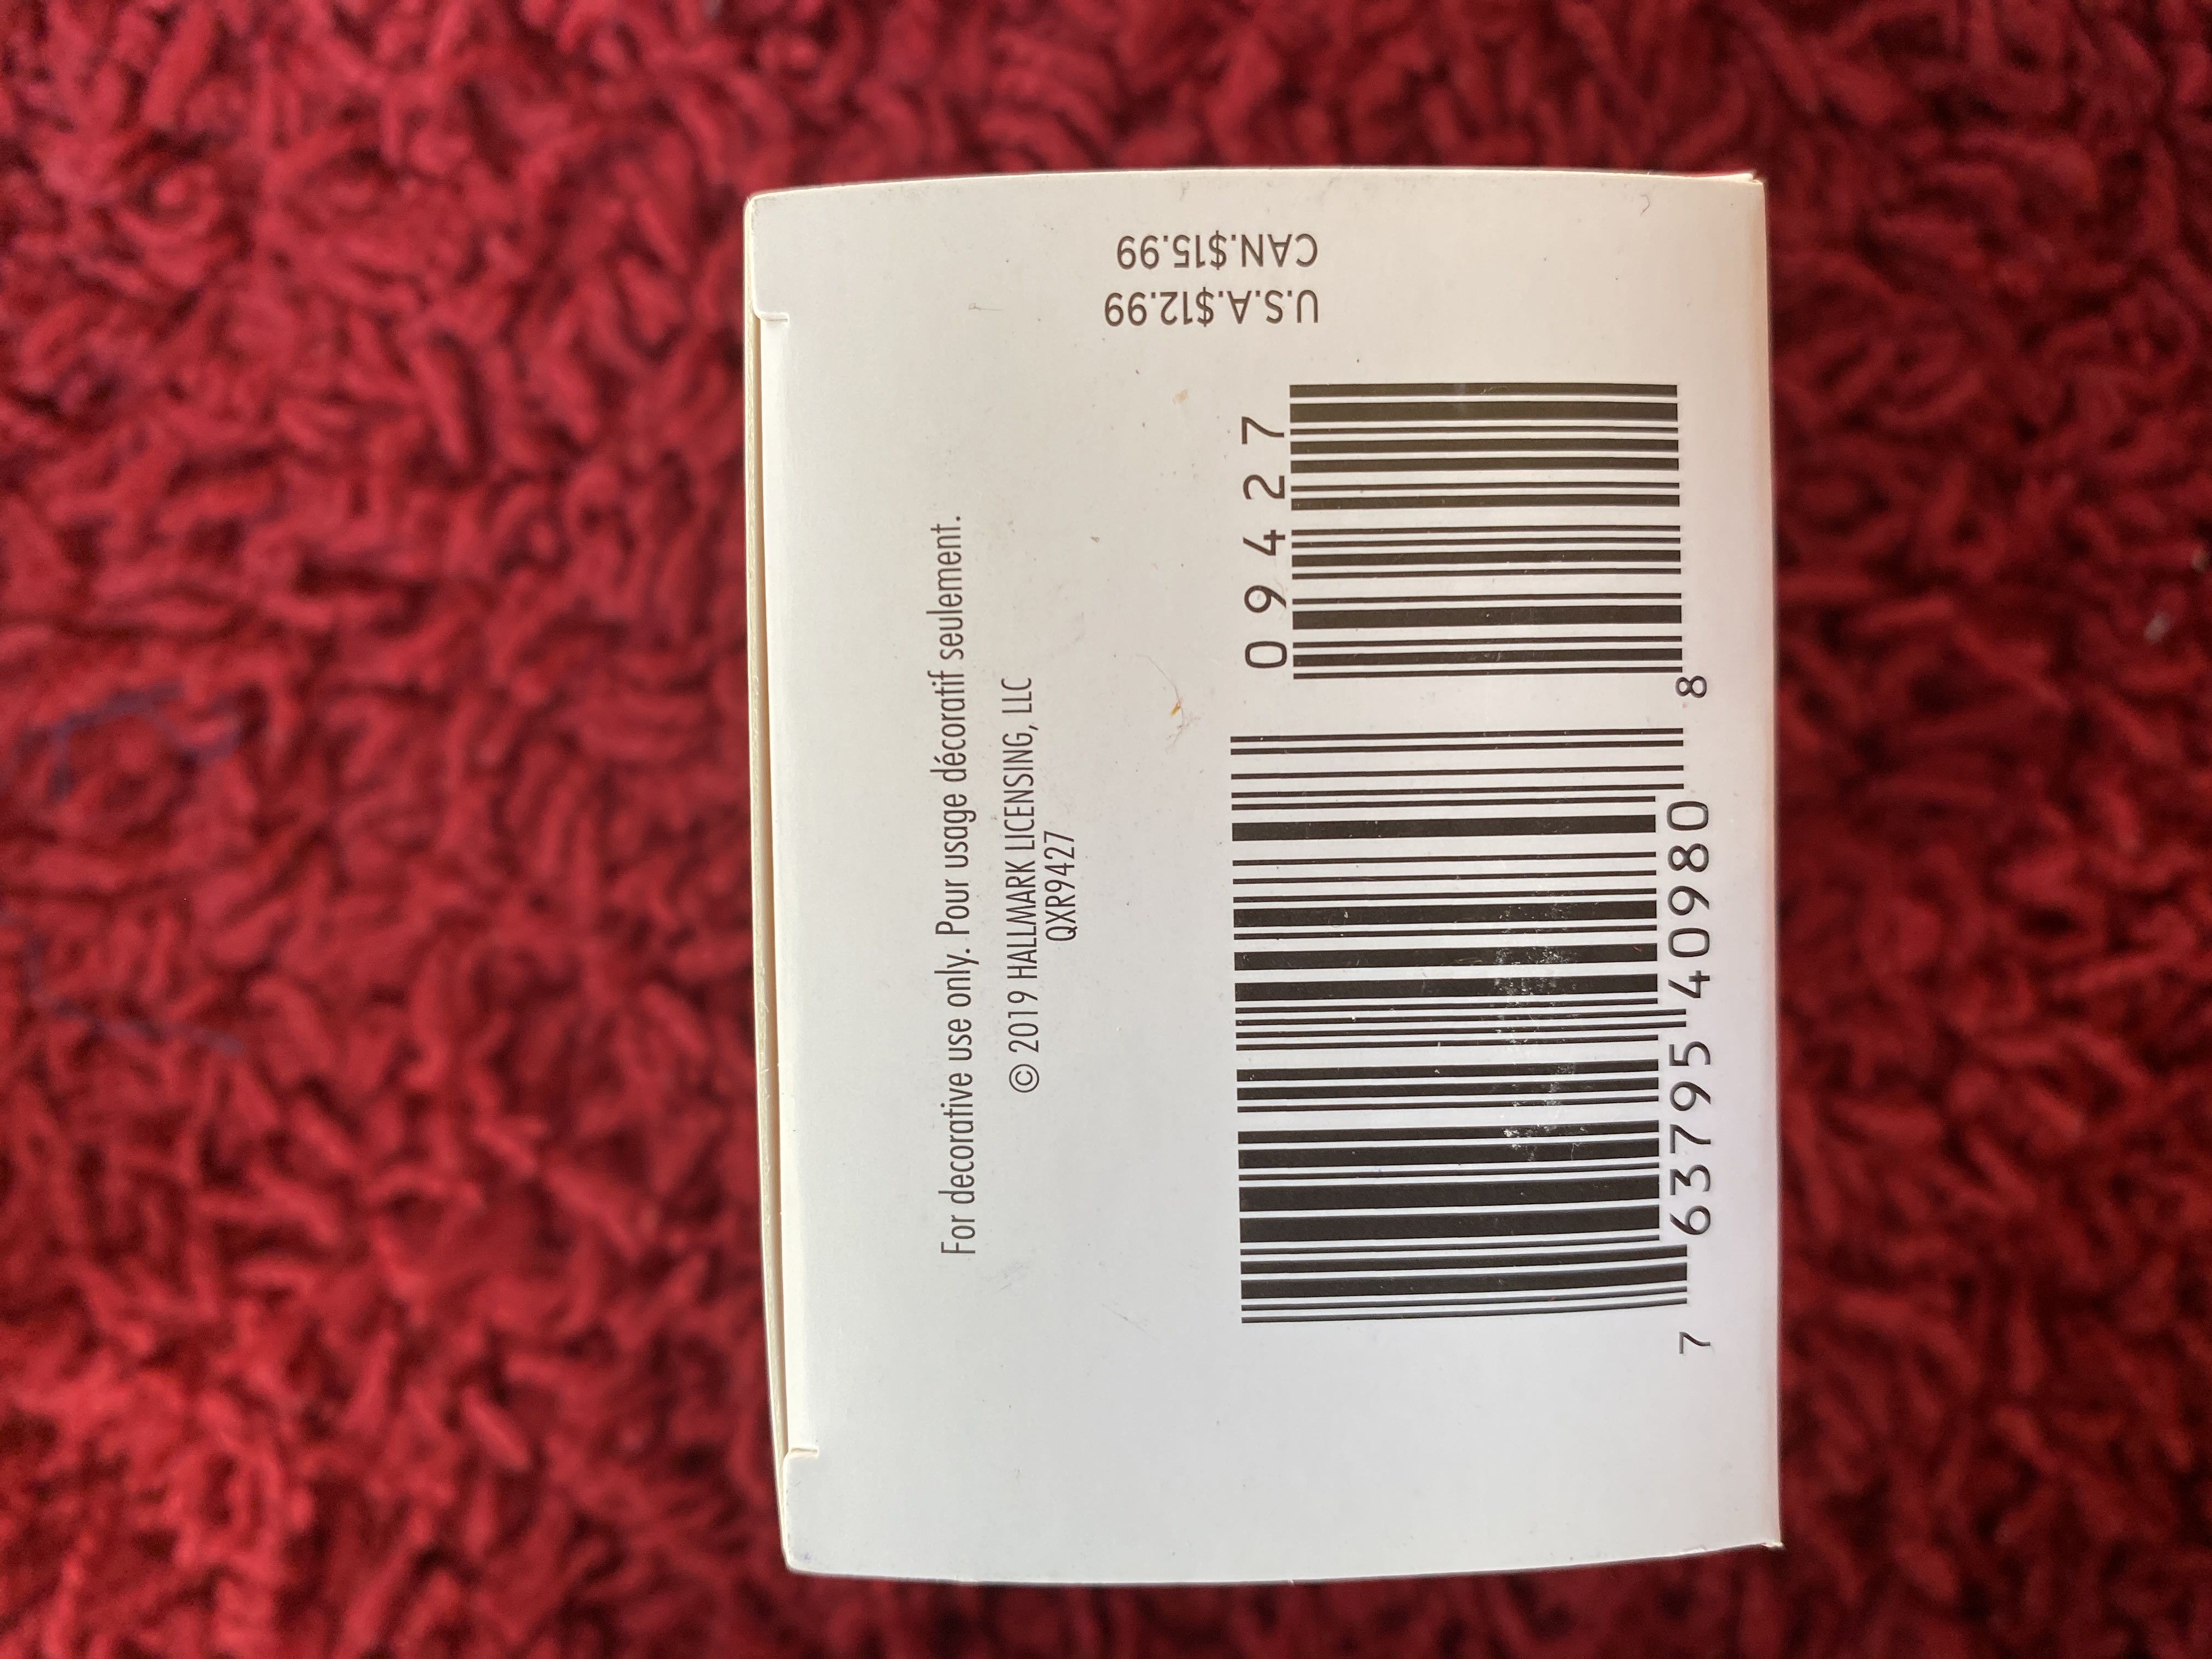 For decorative use only. Pour usage décoratif seulement.
© 2019 HALLMARK LICENSING, LLC
QXR9427
U.S.A.$12.99
CAN.$15.99
09427
7 63795 40980 8